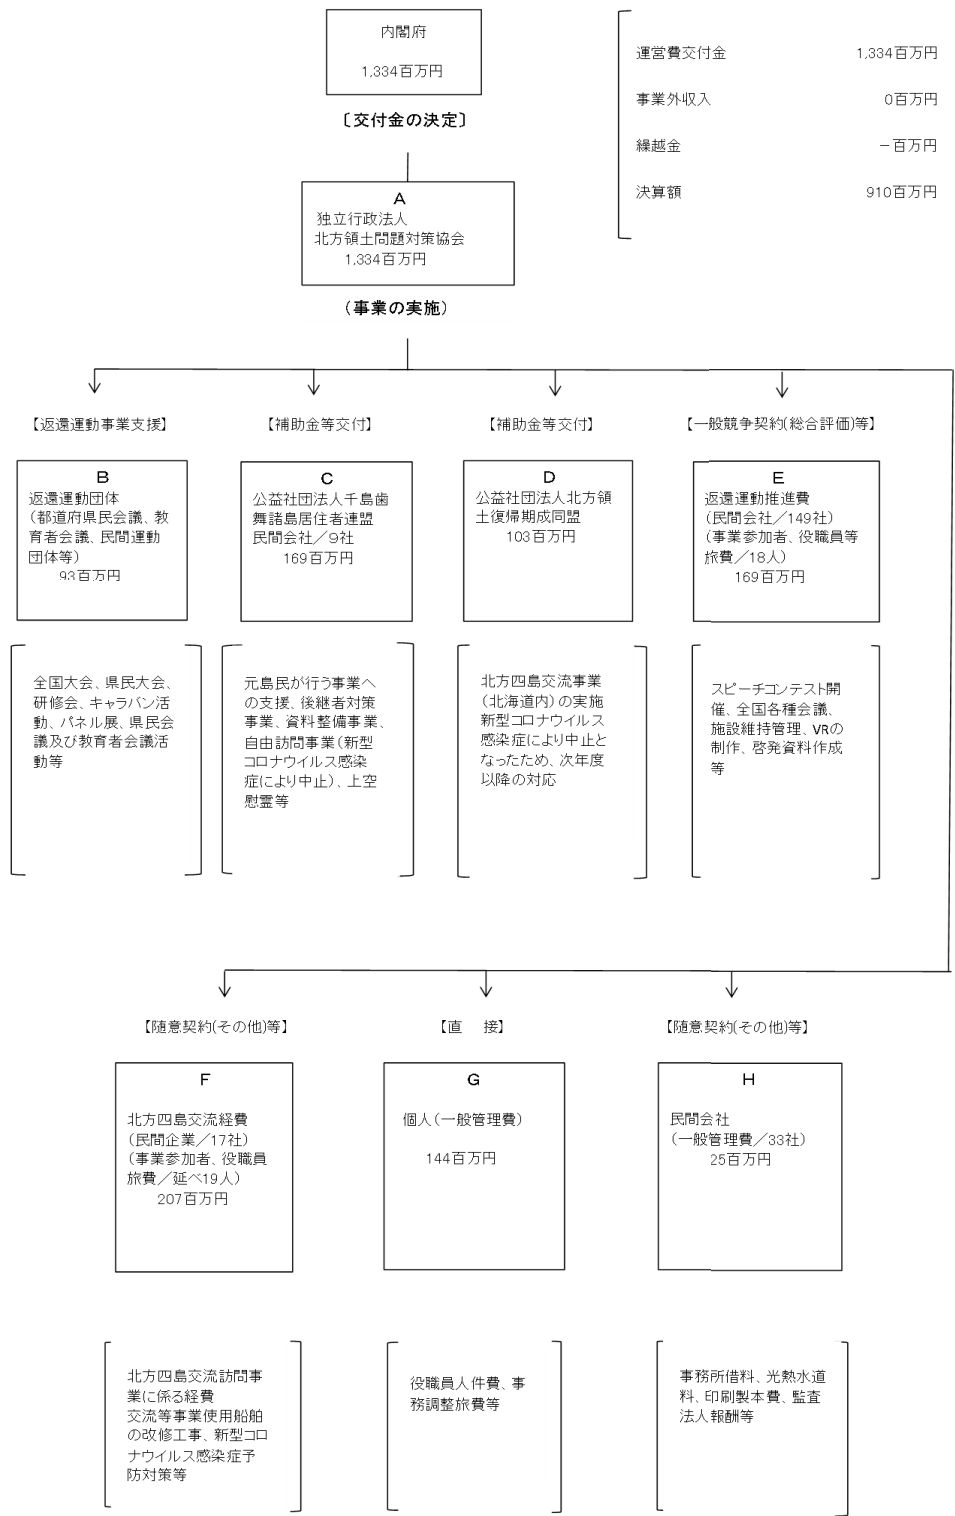 内閣府
1,334百万円
〔交付金の決定〕
運営費交付金 1,334百万円
事業外収入 0百万円
繰越金 －百万円
決算額 910百万円
A
独立行政法人
北方領土問題対策協会
1,334百万円
（事業の実施）
【返還運動事業支援】
B
返還運動団体
（都道府県民会議、教
育者会議、民間運動
団体等）
93百万円
全国大会、県民大会、
研修会、キャラバン活
動、パネル展、県民会
議及び教育者会議活
動等
【補助金等交付】
C
公益社団法人千島歯
舞諸島居住者連盟
民間会社／9社
169百万円
元島民が行う事業へ
の支援、後継者対策
事業、資料整備事業、
自由訪問事業（新型
コロナウイルス感染
症により中止）、上空
慰霊等
【補助金等交付】
D
公益社団法人北方領
土復帰期成同盟
103百万円
北方四島交流事業
（北海道内）の実施
新型コロナウイルス
感染症により中止と
なったため、次年度
以降の対応
【一般競争契約(総合評価)等】
E
返還運動推進費
（民間会社／149社）
（事業参加者、役職員等
旅費／18人）
169百万円
スピーチコンテスト開
催、全国各種会議、
施設維持管理、VRの
制作、啓発資料作成
等
【随意契約(その他)等】
F
北方四島交流経費
（民間企業／17社）
（事業参加者、役職員
旅費／延べ19人）
207百万円
北方四島交流訪問事
業に係る経費
交流等事業使用船舶
の改修工事、新型コロ
ナウイルス感染症予
防対策等
【直　接】
G
個人（一般管理費）
144百万円
役職員人件費、事
務調整旅費等
【随意契約(その他)等】
H
民間会社
（一般管理費／33社）
25百万円
事務所借料、光熱水道
料、印刷製本費、監査
法人報酬等